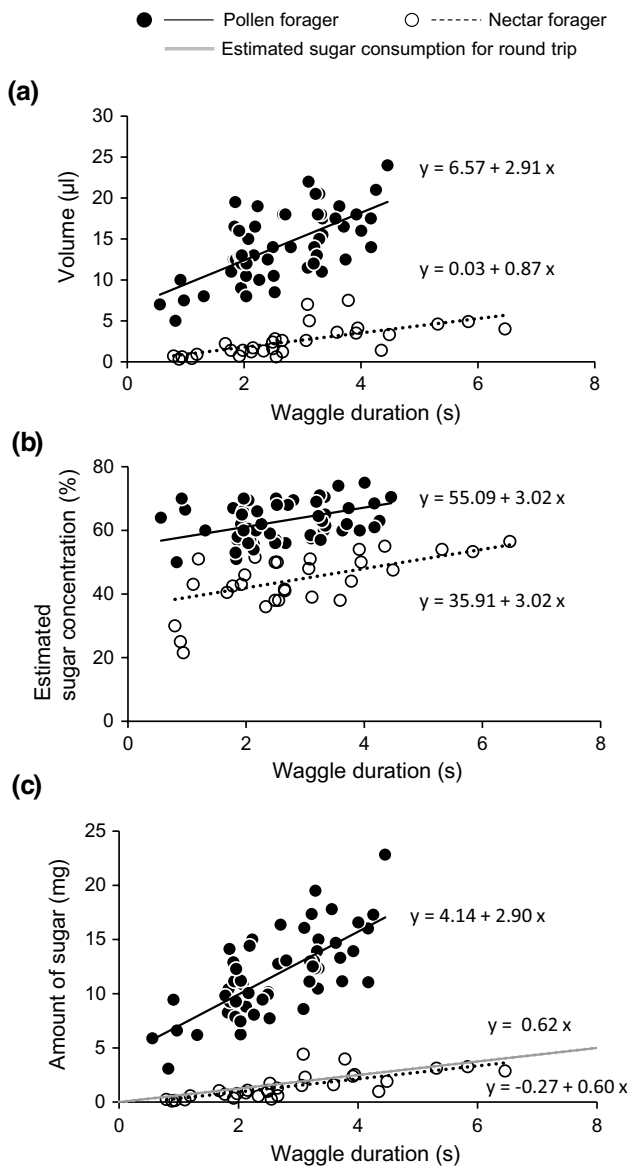 Pollen forager
Nectar forager
Estimated sugar consumption for round trip
(a)
30
25
20
15
10
5
0
Volume (µl)
y = 6.57 + 2.91 x
y = 0.03 + 0.87 x
0 2 4 6 8
Waggle duration (s)
(b)
80
60
40
20
0
Estimated
sugar concentration (%)
y = 55.09 + 3.02 x
y = 35.91 + 3.02 x
0 2 4 6 8
Waggle duration (s)
(c)
25
20
15
10
5
0
Amount of sugar (mg)
y = 4.14 + 2.90 x
y = 0.62 x
y = -0.27 + 0.60 x
0 2 4 6 8
Waggle duration (s)